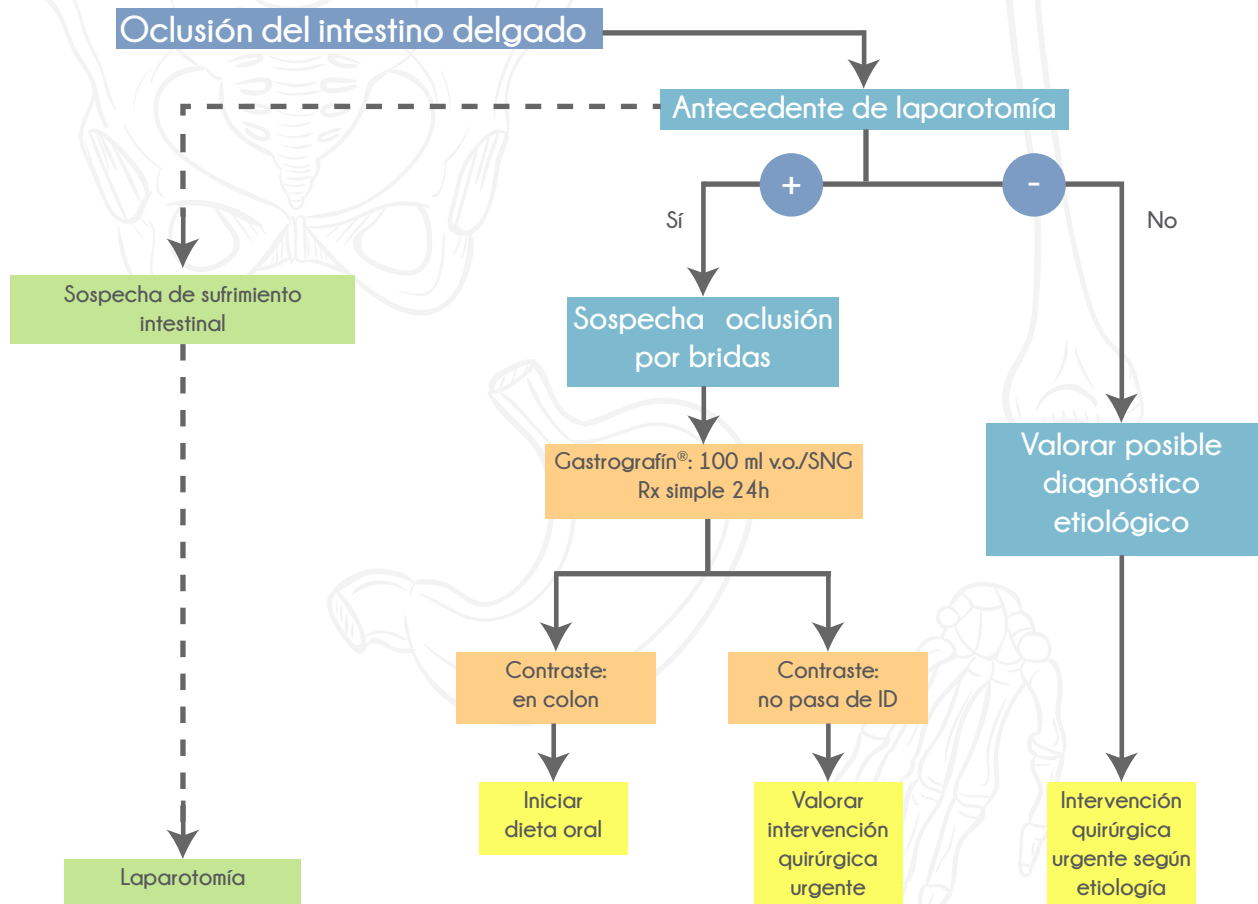 Oclusión del intestino delgado
Antecedente de laparotomía
+
-
Sí
No
Sospecha de sufrimiento
intestinal
Sospecha oclusión
por bridas
Gastrografín®: 100 ml v.o./SNG
Rx simple 24h
Valorar posible
diagnóstico
etiológico
Contraste:
en colon
Contraste:
no pasa de ID
Iniciar
dieta oral
Valorar
intervención
quirúrgica
urgente
Intervención
quirúrgica
urgente según
etiología
Laparotomía